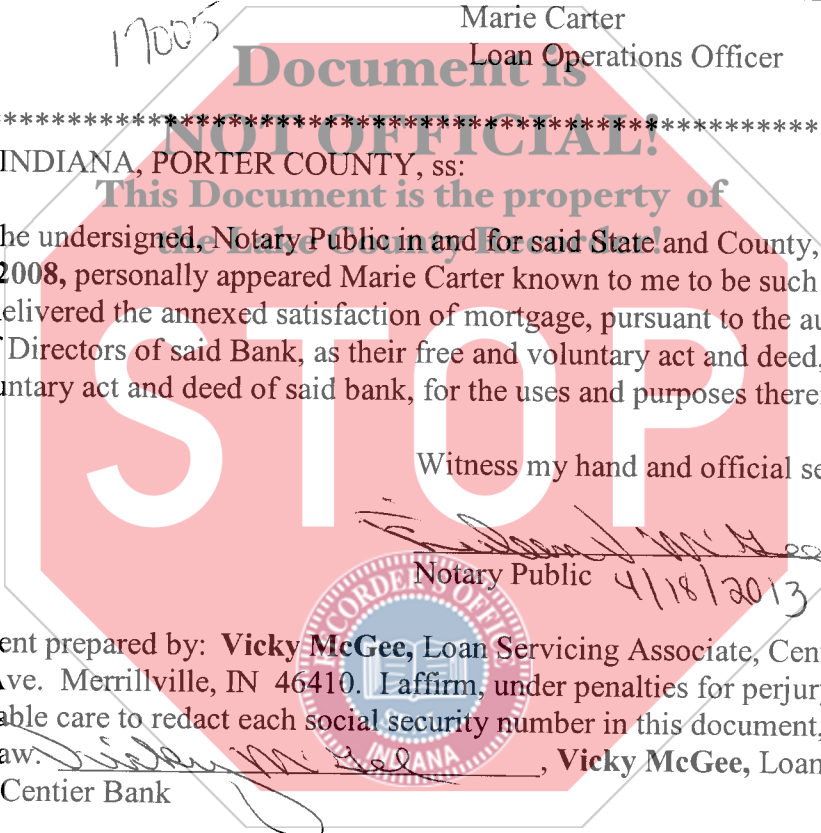 17005
Marie Carter
Loan Operations Officer
Document is
****************************************************
NOT OFFICIAL!
INDIANA, PORTER COUNTY, ss:
This Document is the property of
the Lake County Recorder!
he undersigned, Notary Public in and for said State and County,
2008, personally appeared Marie Carter known to me to be such
elivered the annexed satisfaction of mortgage, pursuant to the au
Directors of said Bank, as their free and voluntary act and deed,
untary act and deed of said bank, for the uses and purposes therei
STOP
Witness my hand and official se
Notary Public 4/18/2013
RECORDER'S OFFIC
ent prepared by: Vicky McGee, Loan Servicing Associate, Cent
Ave. Merrillville, IN 46410. I affirm, under penalties for perjury
able care to redact each social security number in this document,
aw. Vicky McGee, Vicky McGee, Loan
INDIANA
Centier Bank